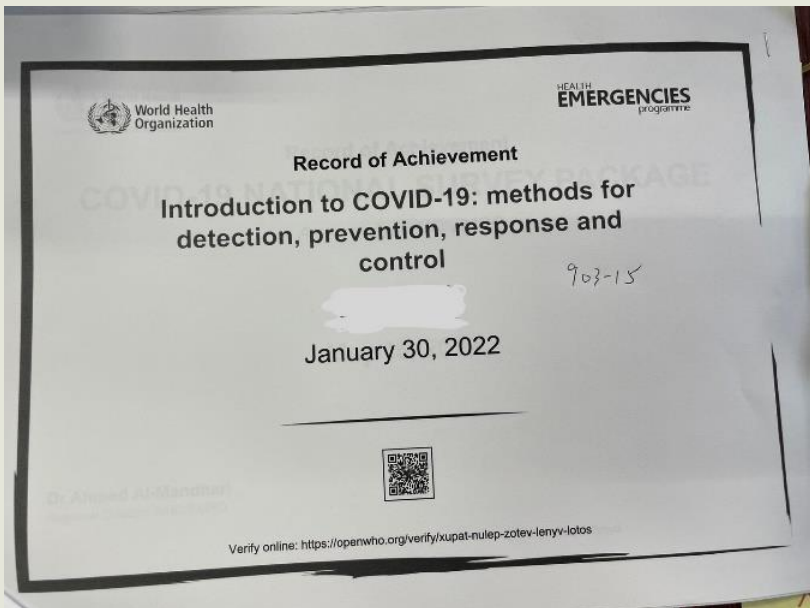 World Health
Organization
HEALTH
EMERGENCIES
programme
Record of Achievement
Introduction to COVID-19: methods for
detection, prevention, response and
control
903-15
January 30, 2022
Verify online: https://openwho.org/verify/xupat-nulep-zotev-lenyv-lotos